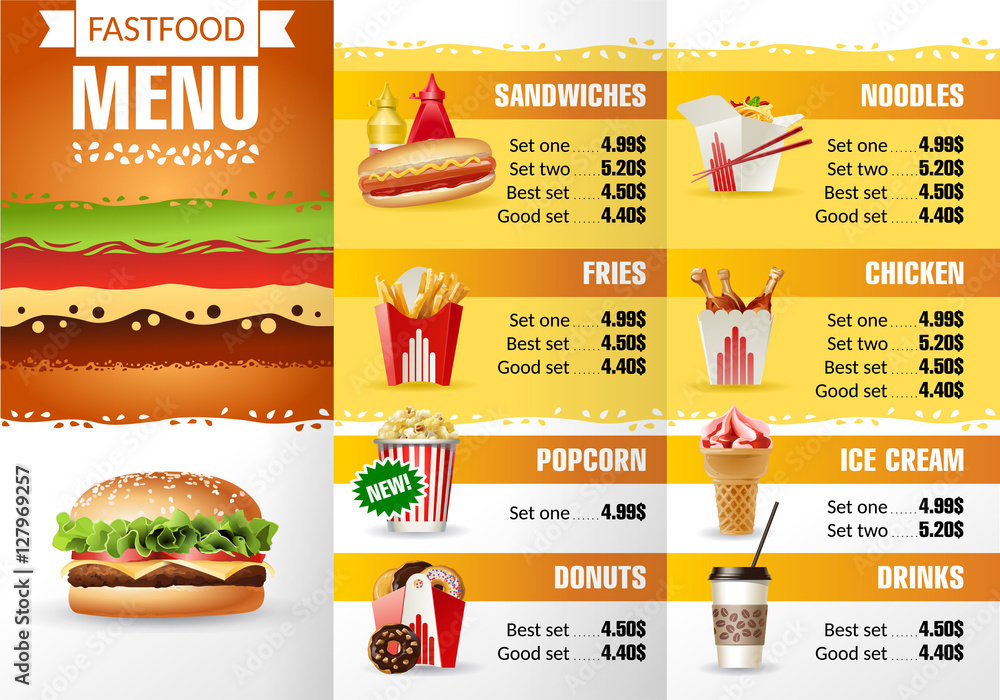 FASTFOOD
MENU
SANDWICHES
Set one ...... 4.99$
Set two ...... 5.20$
Best set ...... 4.50$
Good set ...... 4.40$
FRIES
Set one ...... 4.99$
Best set ...... 4.50$
Good set ...... 4.40$
POPCORN
NEW!
Set one ...... 4.99$
DONUTS
Best set ...... 4.50$
Good set ...... 4.40$
NOODLES
Set one ...... 4.99$
Set two ...... 5.20$
Best set ...... 4.50$
Good set ...... 4.40$
CHICKEN
Set one ...... 4.99$
Set two ...... 5.20$
Best set ...... 4.50$
Good set ...... 4.40$
ICE CREAM
Set one ...... 4.99$
Set two ...... 5.20$
DRINKS
Best set ...... 4.50$
Good set ...... 4.40$
Adobe Stock | #127969257